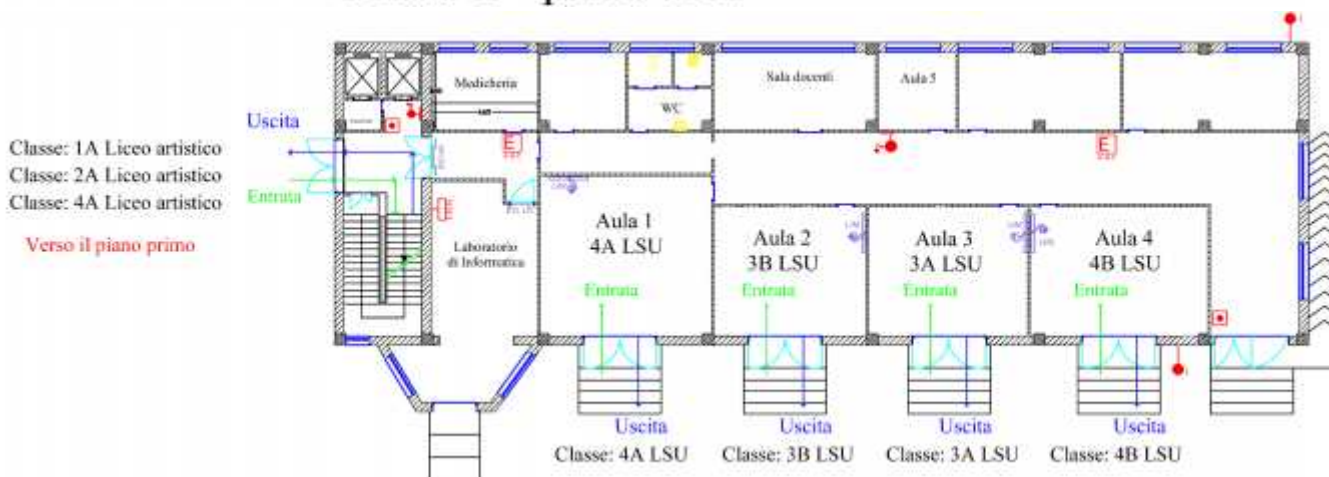 Medicheria
Sala docenti
Aula 5
WC
Uscita
Classe: 1A Liceo artistico
Classe: 2A Liceo artistico
Classe: 4A Liceo artistico
Entrata
Verso il piano primo
Laboratorio
di Informatica
Aula 1
4A LSU
Entrata
Aula 2
3B LSU
Entrata
Aula 3
3A LSU
Entrata
Aula 4
4B LSU
Entrata
Uscita
Classe: 4A LSU
Uscita
Classe: 3B LSU
Uscita
Classe: 3A LSU
Uscita
Classe: 4B LSU